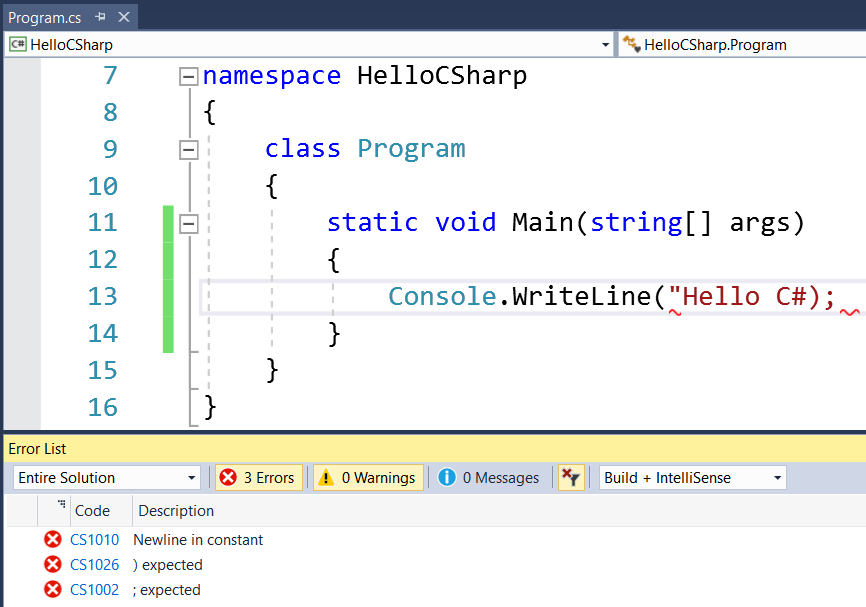 Program.cs
C# HelloCSharp HelloCSharp.Program
7 namespace HelloCSharp
8 {
9 class Program
10 {
11 static void Main(string[] args)
12 {
13 Console.WriteLine("Hello C#);
14 }
15 }
16 }
Error List
Entire Solution 3 Errors 0 Warnings 0 Messages Build + IntelliSense
Code Description
CS1010 Newline in constant
CS1026 ) expected
CS1002 ; expected